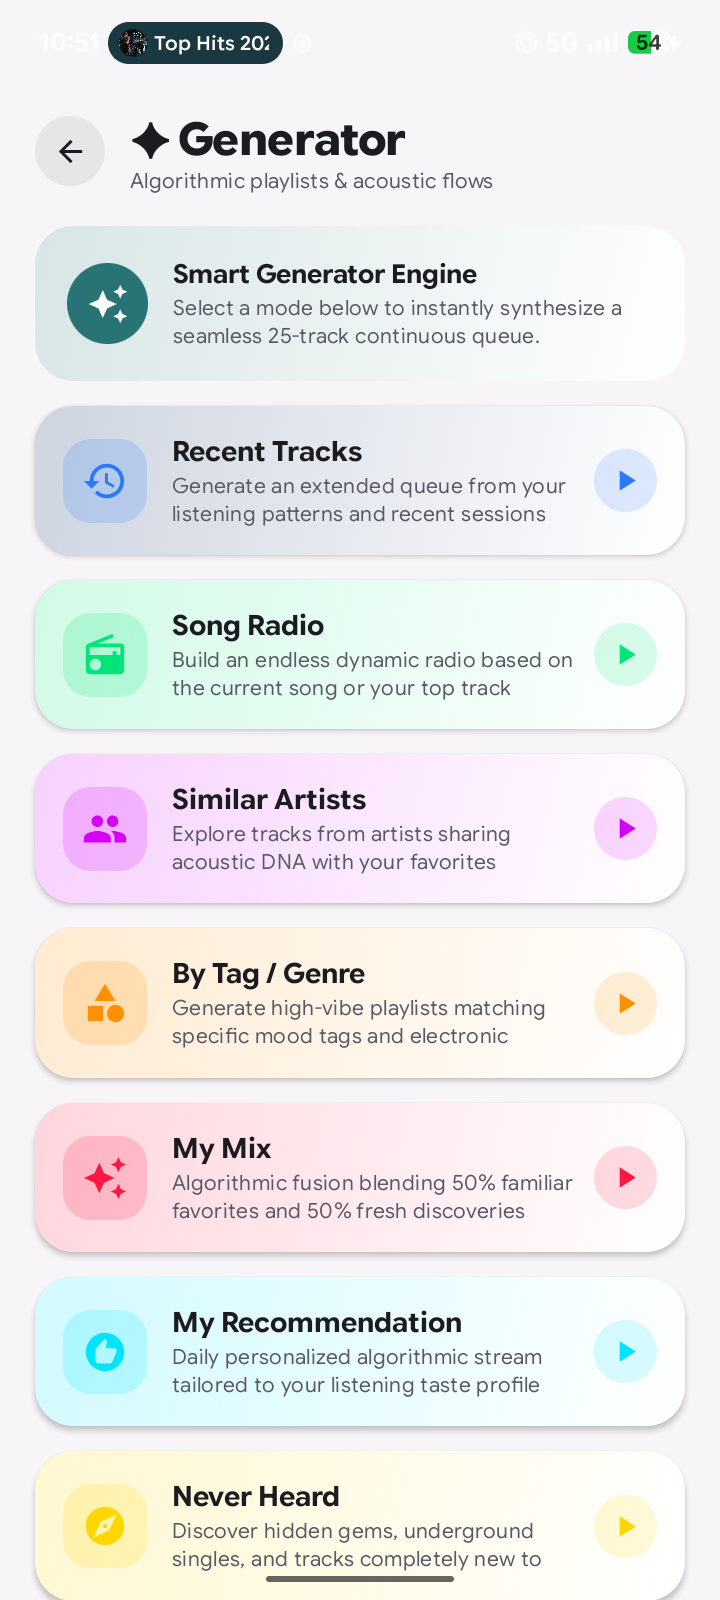 10:51 Top Hits 202 5G 54
Generator
Algorithmic playlists & acoustic flows
Smart Generator Engine
Select a mode below to instantly synthesize a
seamless 25-track continuous queue.
Recent Tracks
Generate an extended queue from your
listening patterns and recent sessions
Song Radio
Build an endless dynamic radio based on
the current song or your top track
Similar Artists
Explore tracks from artists sharing
acoustic DNA with your favorites
By Tag / Genre
Generate high-vibe playlists matching
specific mood tags and electronic
My Mix
Algorithmic fusion blending 50% familiar
favorites and 50% fresh discoveries
My Recommendation
Daily personalized algorithmic stream
tailored to your listening taste profile
Never Heard
Discover hidden gems, underground
singles, and tracks completely new to